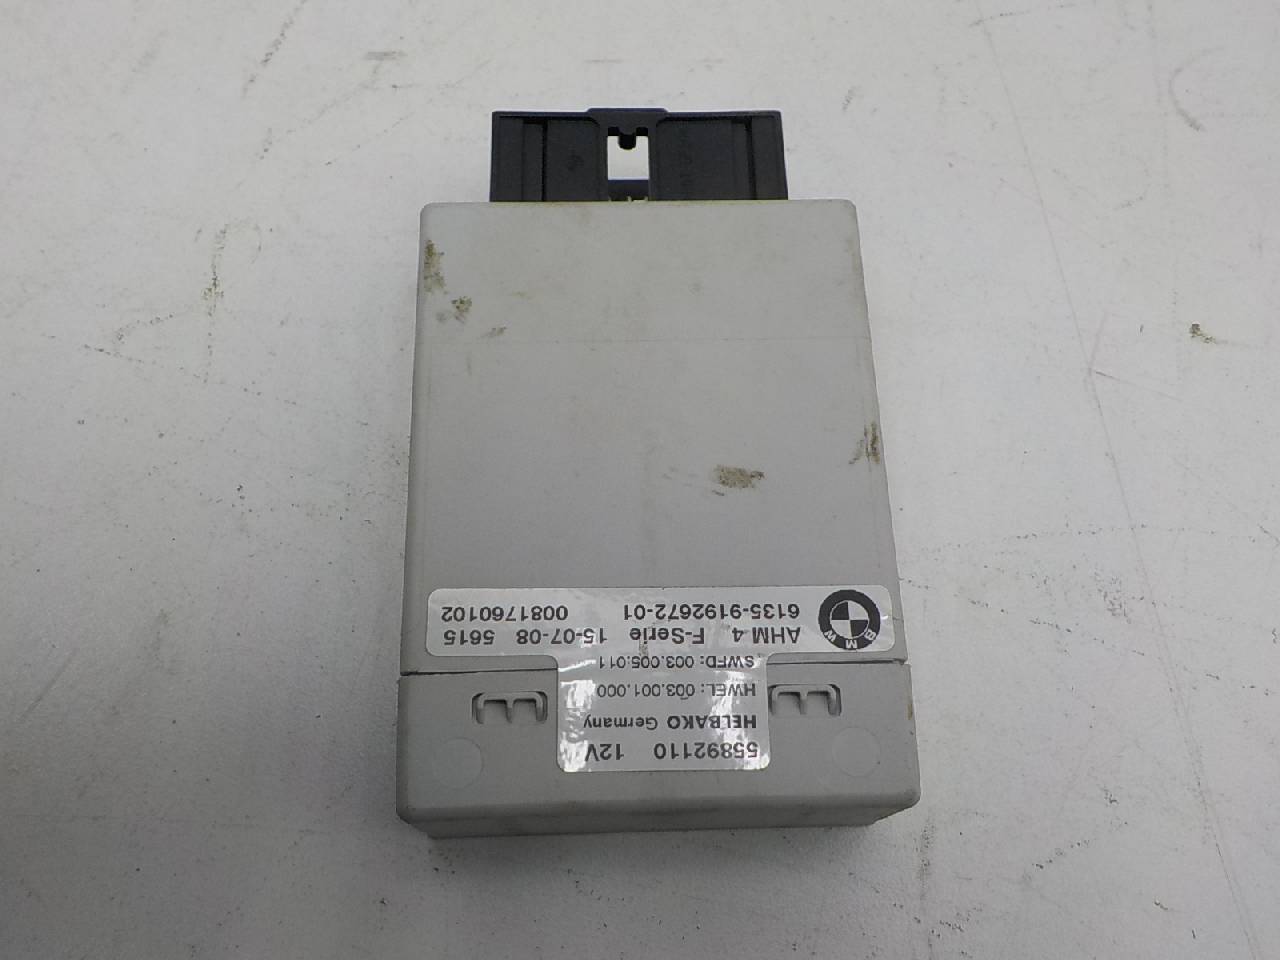 BMW
6135-9192672-01 0081760102
AHM 4 F-Serie 15-07-08 5615
SWFD: 003.005.011
HWEL: 003.001.000
HELBAKO Germany
55892110 12V